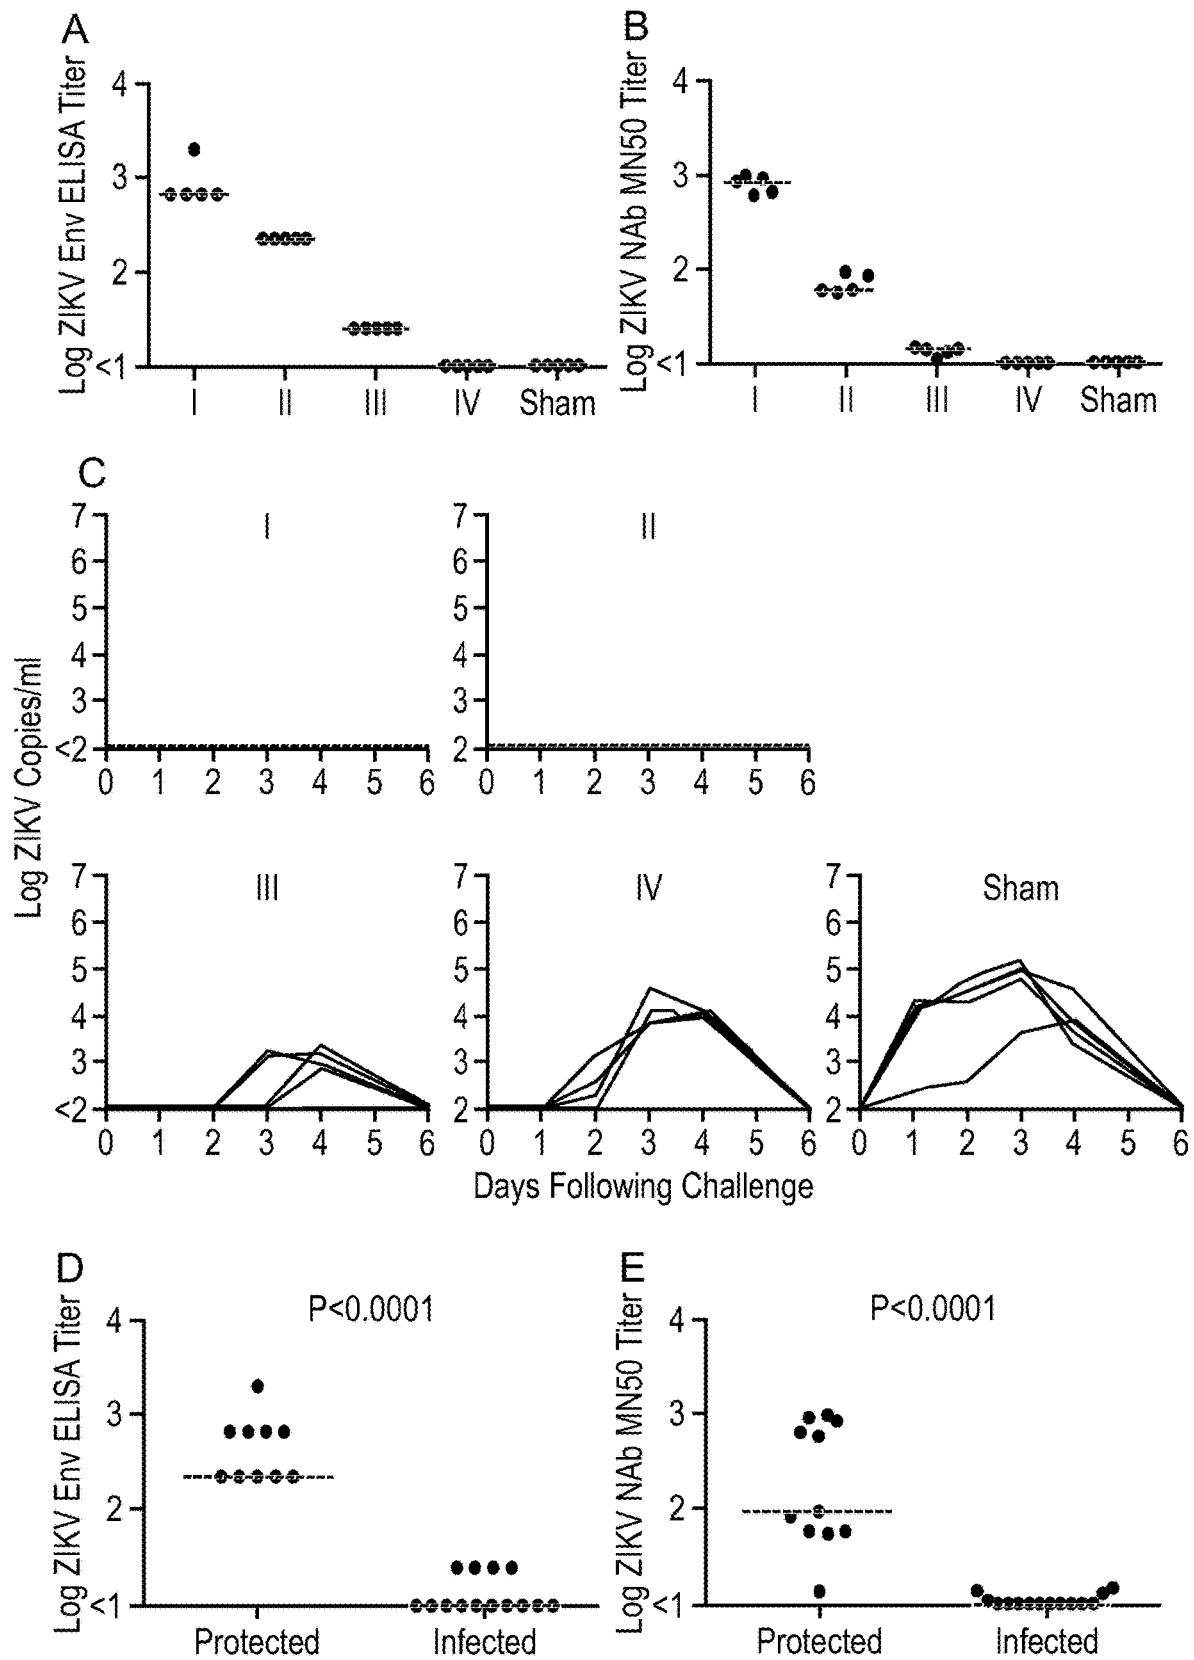 A
Log ZIKV Env ELISA Titer
4
3
2
<1
I II III IV Sham
B
Log ZIKV NAb MN50 Titer
4
3
2
<1
I II III IV Sham
C
Log ZIKV Copies/ml
I
7
6
5
4
3
<2
0 1 2 3 4 5 6
II
7
6
5
4
3
2
0 1 2 3 4 5 6
III
7
6
5
4
3
<2
0 1 2 3 4 5 6
IV
7
6
5
4
3
2
0 1 2 3 4 5 6
Sham
7
6
5
4
3
2
0 1 2 3 4 5 6
Days Following Challenge
D
Log ZIKV Env ELISA Titer
P<0.0001
4
3
2
<1
Protected Infected
E
Log ZIKV NAb MN50 Titer
P<0.0001
4
3
2
<1
Protected Infected